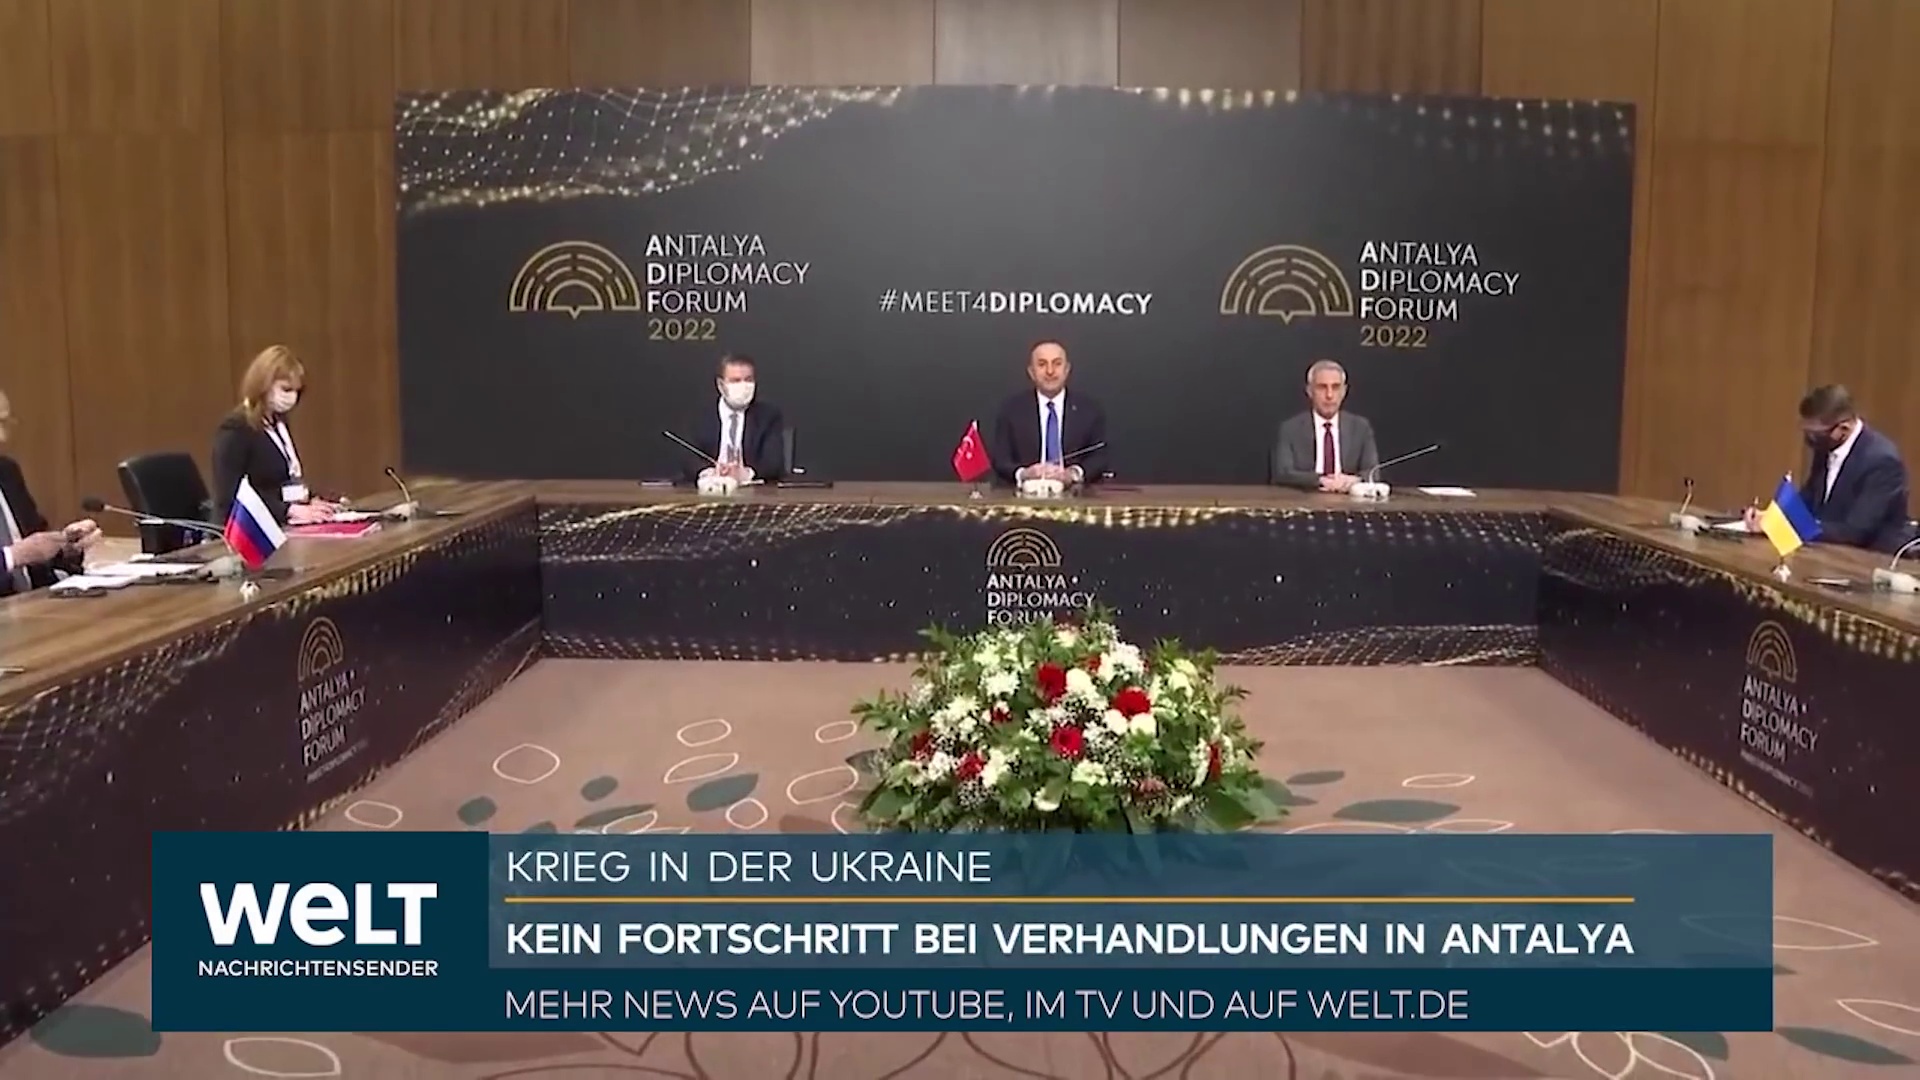 ANTALYA
DIPLOMACY
FORUM
2022
#MEET4DIPLOMACY
ANTALYA
DIPLOMACY
FORUM
2022
ANTALYA
DIPLOMACY
FORUM
ANTALYA
DIPLOMACY
FORUM
ANTALYA
DIPLOMACY
FORUM
WELT
NACHRICHTENSENDER
KRIEG IN DER UKRAINE
KEIN FORTSCHRITT BEI VERHANDLUNGEN IN ANTALYA
MEHR NEWS AUF YOUTUBE, IM TV UND AUF WELT.DE